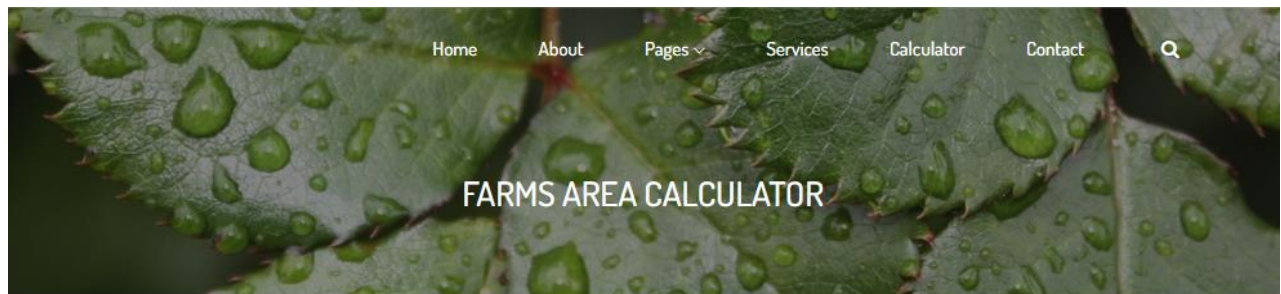 Home About Pages Services Calculator Contact
FARMS AREA CALCULATOR